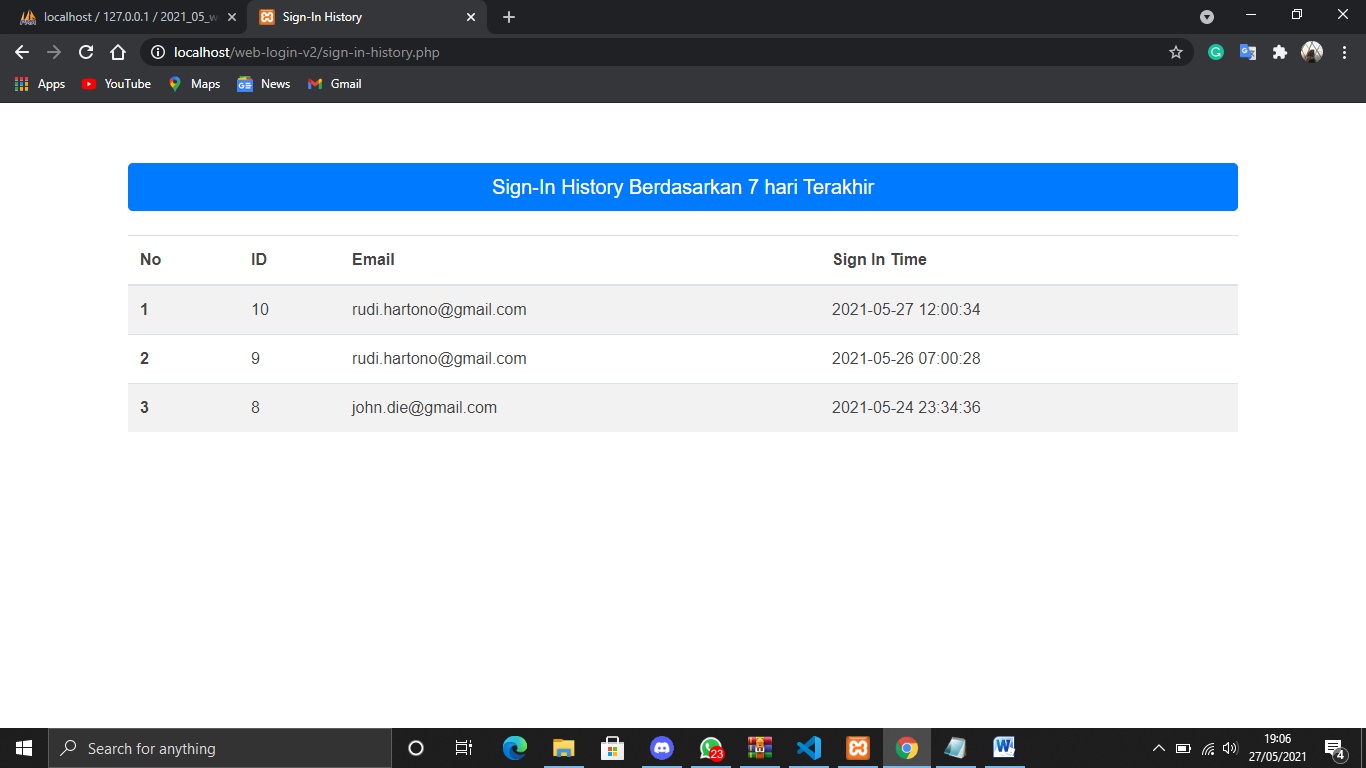 localhost / 127.0.0.1 / 2021_05_w
Sign-In History
localhost/web-login-v2/sign-in-history.php
Apps YouTube Maps News Gmail
Sign-In History Berdasarkan 7 hari Terakhir
No ID Email Sign In Time
1 10 rudi.hartono@gmail.com 2021-05-27 12:00:34
2 9 rudi.hartono@gmail.com 2021-05-26 07:00:28
3 8 john.die@gmail.com 2021-05-24 23:34:36
Search for anything
23
19:06
27/05/2021
4